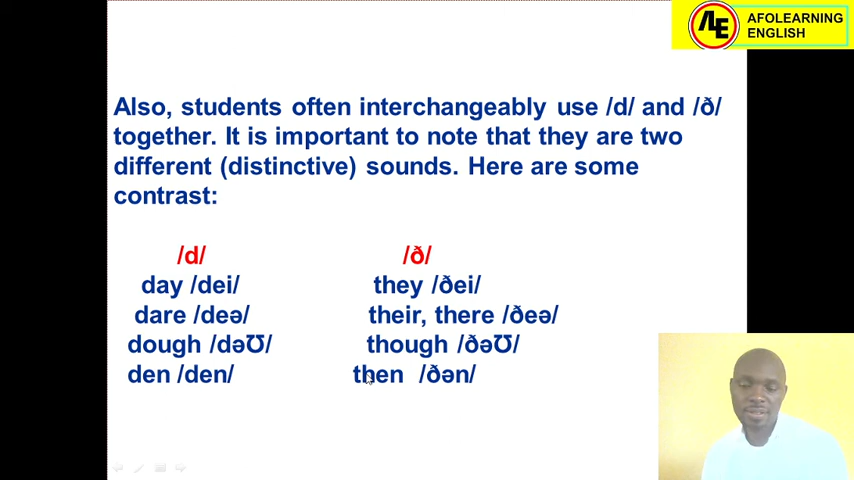 ΛE
AFOLEARNING
ENGLISH
Also, students often interchangeably use /d/ and /ð/
together. It is important to note that they are two
different (distinctive) sounds. Here are some
contrast:
/d/ /ð/
day /dei/ they /ðei/
dare /deə/ their, there /ðeə/
dough /dəƱ/ though /ðəƱ/
den /den/ then /ðən/